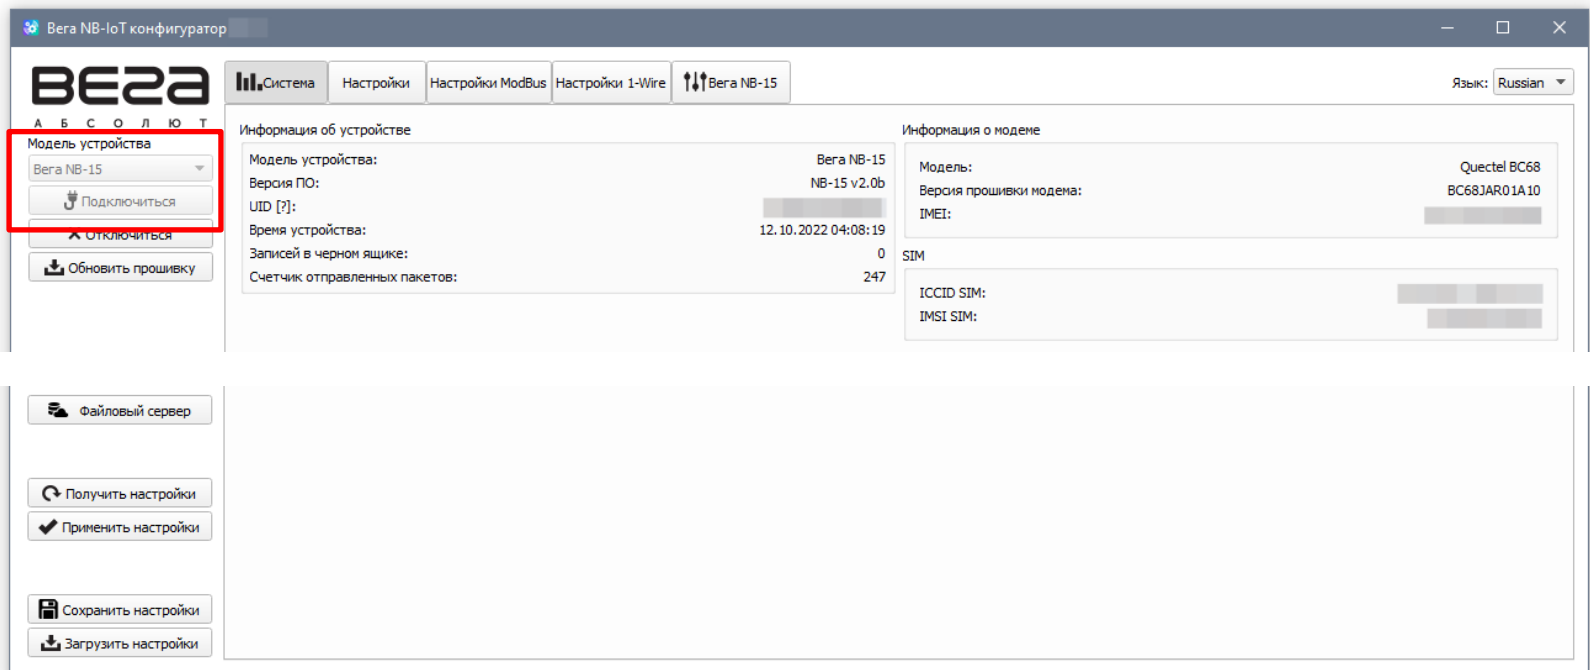 Вега NB-IoT конфигуратор
ВЕГА
АБСОЛЮТ
Система Настройки Настройки ModBus Настройки 1-Wire Вега NB-15
Язык: Russian
Модель устройства
Вега NB-15
Подключиться
Отключиться
Обновить прошивку
Информация об устройстве
Модель устройства: Вега NB-15
Версия ПО: NB-15 v2.0b
UID [?]:
Время устройства: 12.10.2022 04:08:19
Записей в черном ящике: 0
Счетчик отправленных пакетов: 247
Информация о модеме
Модель: Quectel BC68
Версия прошивки модема: BC68JAR01A10
IMEI:
SIM
ICCID SIM:
IMSI SIM:
Файловый сервер
Получить настройки
Применить настройки
Сохранить настройки
Загрузить настройки